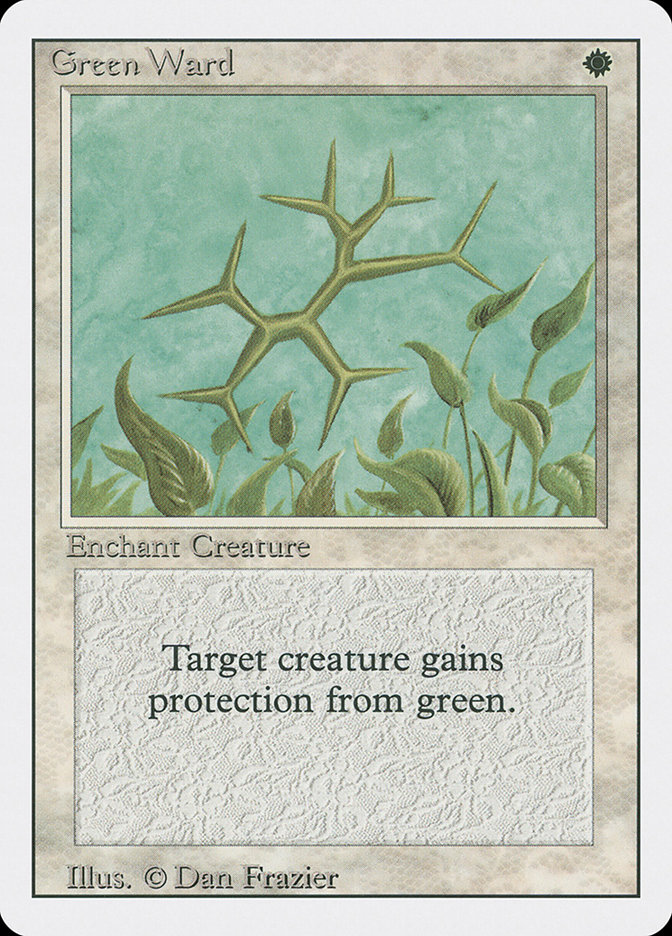 Green Ward
Enchant Creature
Target creature gains
protection from green.
Illus. © Dan Frazier